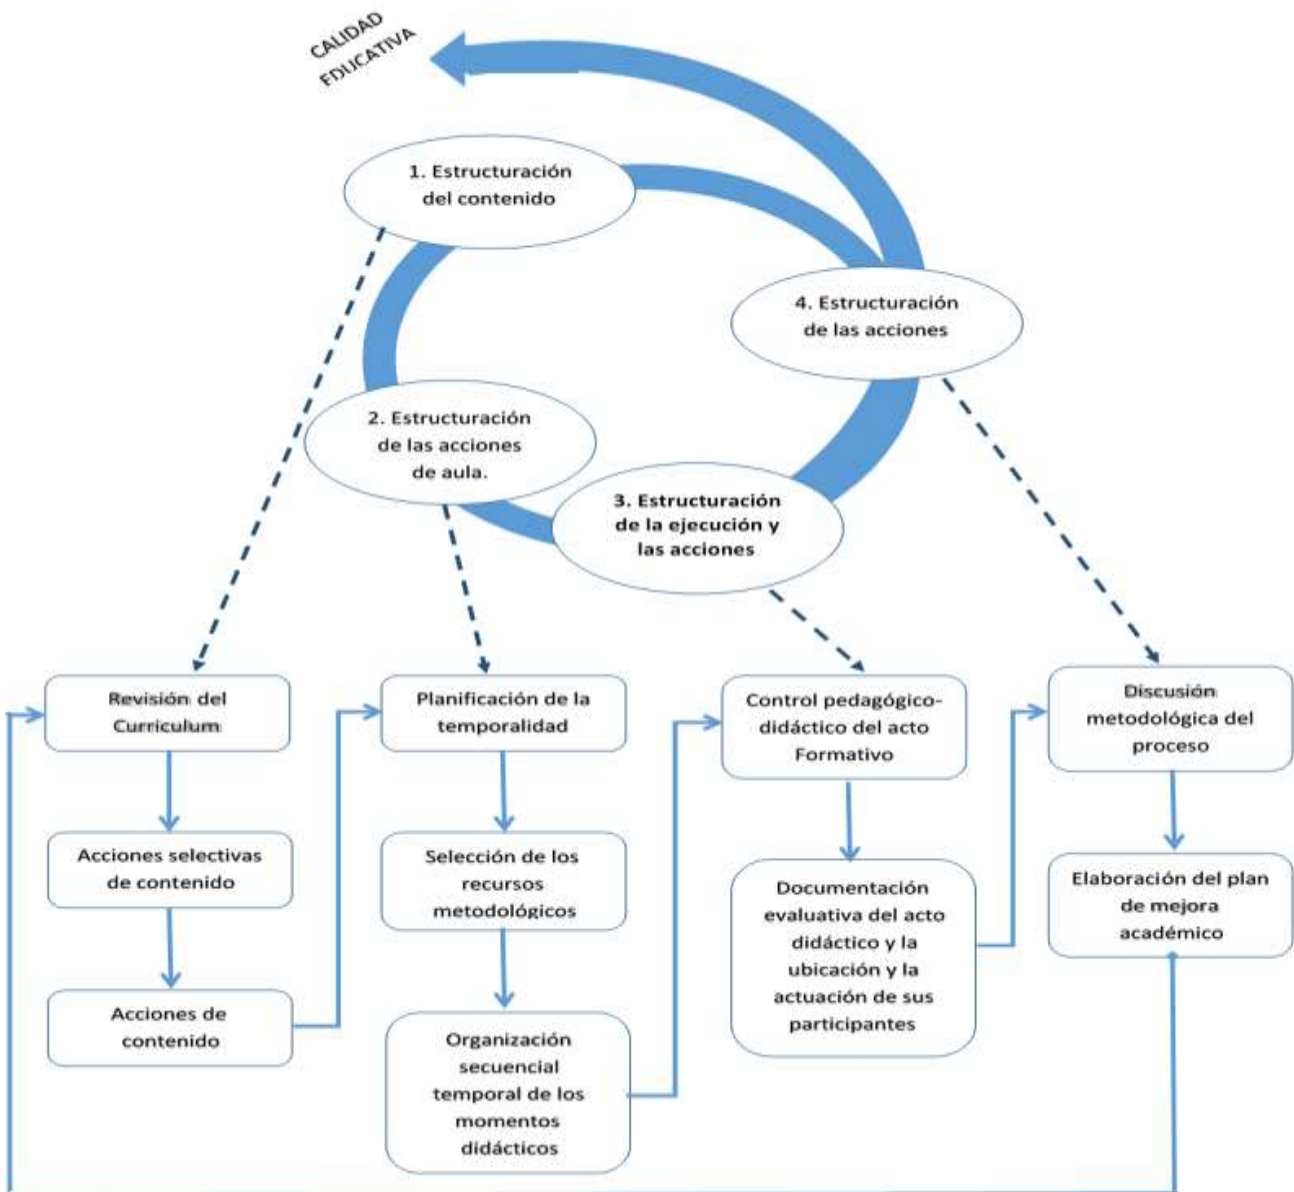 CALIDAD
EDUCATIVA
1. Estructuración
del contenido
4. Estructuración
de las acciones
2. Estructuración
de las acciones
de aula.
3. Estructuración
de la ejecución y
las acciones
Revisión del
Curriculum
Acciones selectivas
de contenido
Acciones de
contenido
Planificación de la
temporalidad
Selección de los
recursos
metodológicos
Organización
secuencial
temporal de los
momentos
didácticos
Control pedagógico-
didáctico del acto
Formativo
Documentación
evaluativa del acto
didáctico y la
ubicación y la
actuación de sus
participantes
Discusión
metodológica del
proceso
Elaboración del plan
de mejora
académico